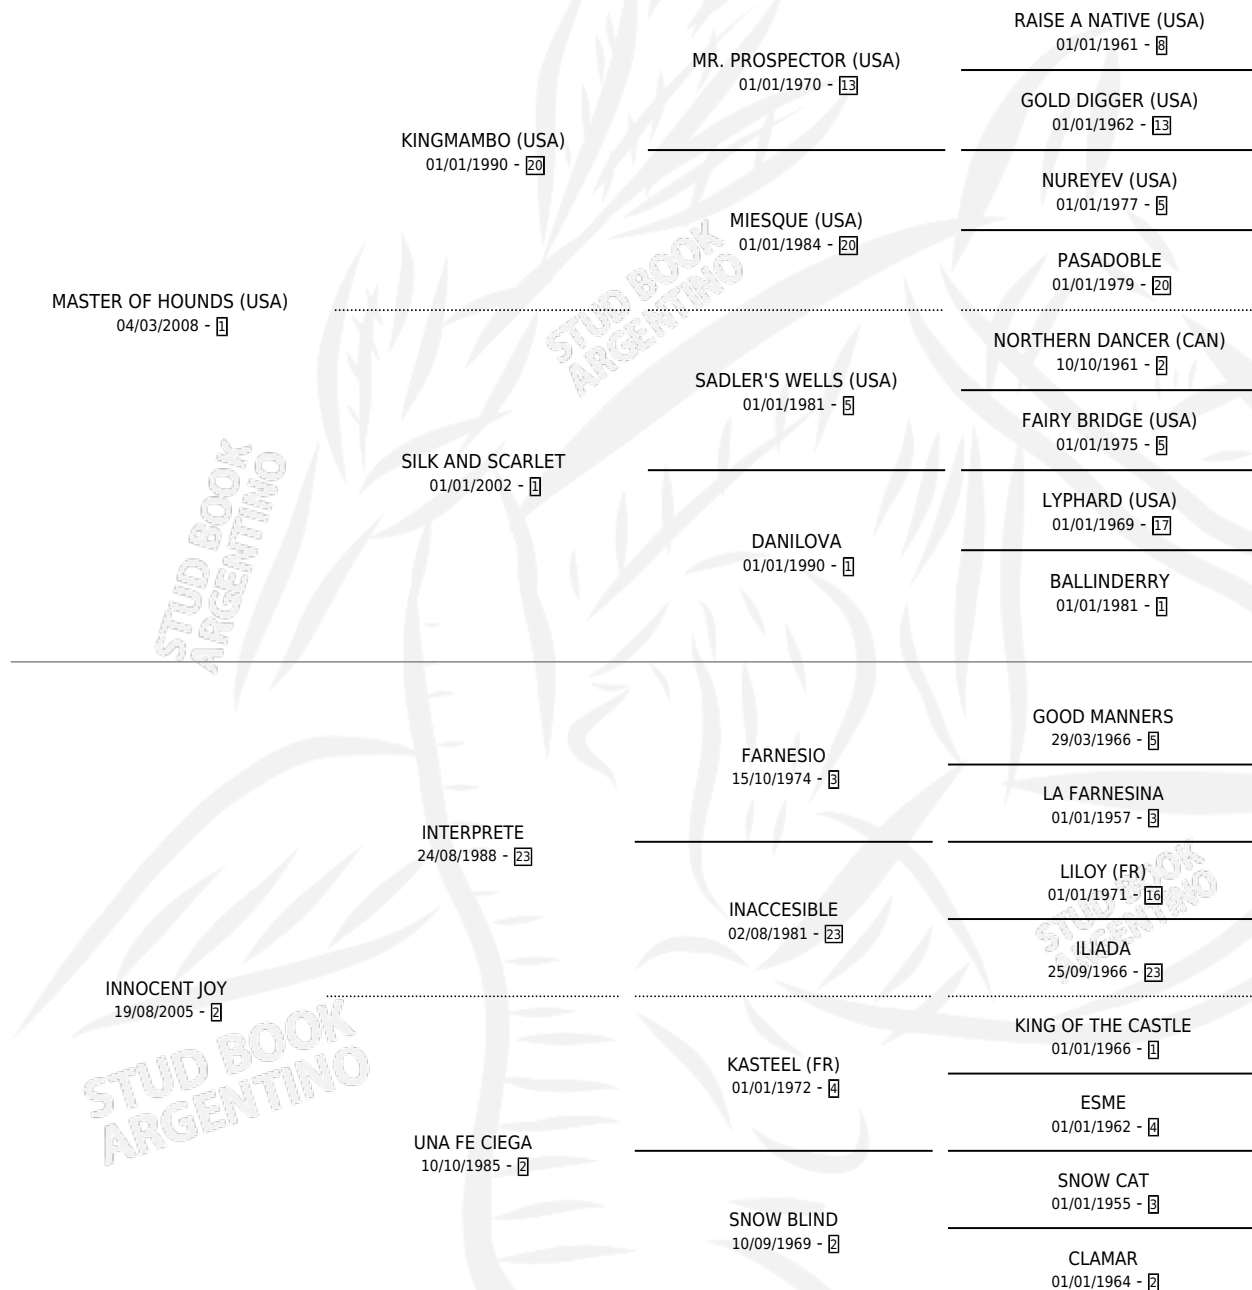 RAISE A NATIVE (USA)
01/01/1961 - 8
MR. PROSPECTOR (USA)
01/01/1970 - 13
GOLD DIGGER (USA)
01/01/1962 - 13
KINGMAMBO (USA)
01/01/1990 - 20
NUREYEV (USA)
01/01/1977 - 5
MIESQUE (USA)
01/01/1984 - 20
PASADOBLE
01/01/1979 - 20
MASTER OF HOUNDS (USA)
04/03/2008 - 1
NORTHERN DANCER (CAN)
10/10/1961 - 2
SADLER'S WELLS (USA)
01/01/1981 - 5
FAIRY BRIDGE (USA)
01/01/1975 - 5
SILK AND SCARLET
01/01/2002 - 1
LYPHARD (USA)
01/01/1969 - 17
DANILOVA
01/01/1990 - 1
BALLINDERRY
01/01/1981 - 1
GOOD MANNERS
29/03/1966 - 5
FARNESIO
15/10/1974 - 3
LA FARNESINA
01/01/1957 - 3
INTERPRETE
24/08/1988 - 23
LILOY (FR)
01/01/1971 - 16
INACCESIBLE
02/08/1981 - 23
ILIADA
25/09/1966 - 23
INNOCENT JOY
19/08/2005 - 2
KING OF THE CASTLE
01/01/1966 - 1
KASTEEL (FR)
01/01/1972 - 4
ESME
01/01/1962 - 4
UNA FE CIEGA
10/10/1985 - 2
SNOW CAT
01/01/1955 - 3
SNOW BLIND
10/09/1969 - 2
CLAMAR
01/01/1964 - 2
STUD BOOK
ARGENTINO
STUD BOOK
ARGENTINO
STUD BOOK
ARGENTINO
STUD BOOK
ARGENTINO